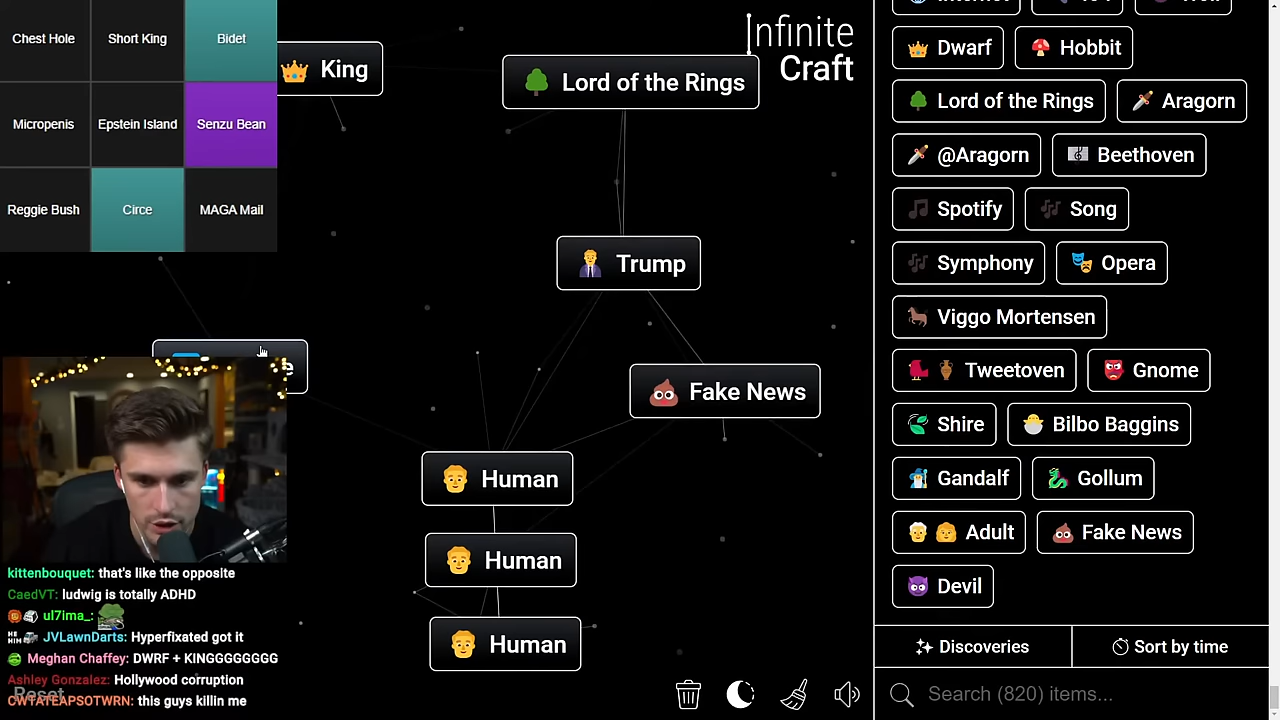 Chest Hole
Short King
Bidet
Micropenis
Epstein Island
Senzu Bean
Reggie Bush
Circe
MAGA Mail
King
Lord of the Rings
Infinite
Craft
Trump
Fake News
Human
Human
Human
Dwarf
Hobbit
Lord of the Rings
Aragorn
@Aragorn
Beethoven
Spotify
Song
Symphony
Opera
Viggo Mortensen
Tweetoven
Gnome
Shire
Bilbo Baggins
Gandalf
Gollum
Adult
Fake News
Devil
Discoveries
Sort by time
Search (820) items...
kittenbouquet: that's like the opposite
CaedVT: ludwig is totally ADHD
ul7ima_:
JVLawnDarts: Hyperfixated got it
Meghan Chaffey: DWRF + KINGGGGGGGG
Ashley Gonzalez: Hollywood corruption
CWTATEAPSOTWRN: this guys killin me
Reset